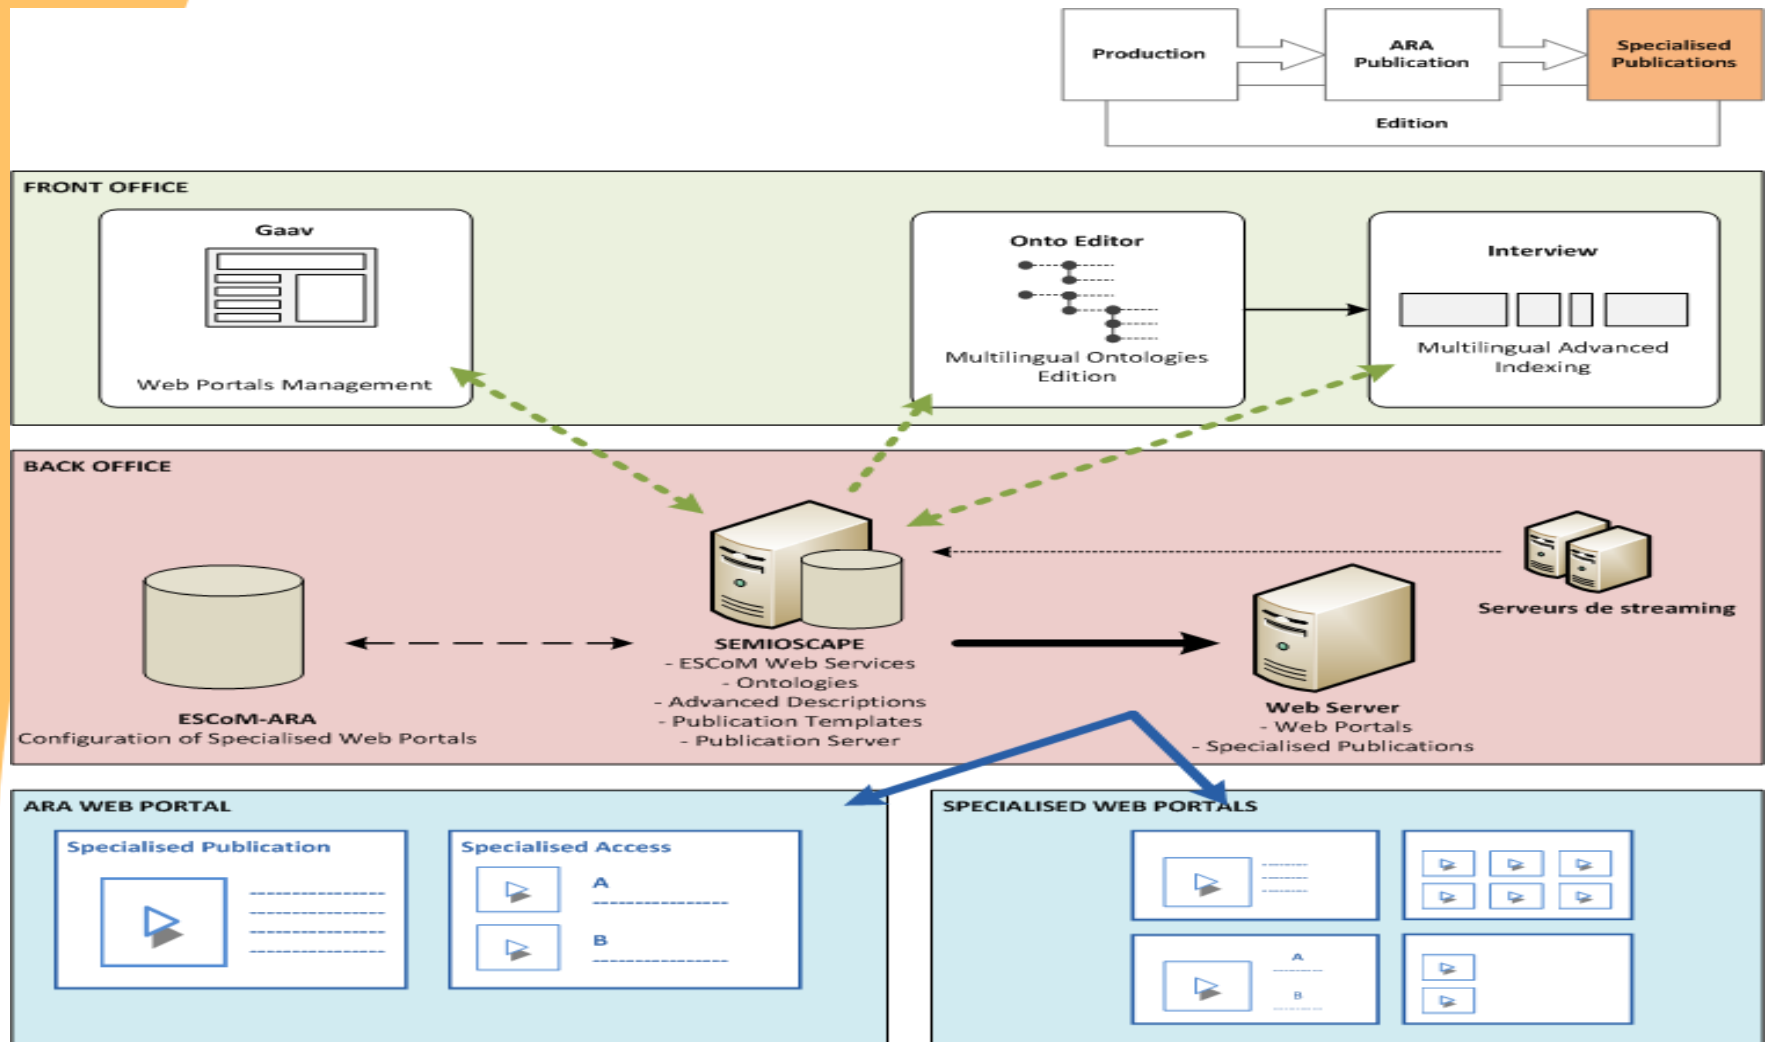 Production
ARA
Publication
Specialised
Publications
Edition
FRONT OFFICE
Gaav
Web Portals Management
Onto Editor
Multilingual Ontologies
Edition
Interview
Multilingual Advanced
Indexing
BACK OFFICE
ESCoM-ARA
Configuration of Specialised Web Portals
SEMIOSCAPE
- ESCoM Web Services
- Ontologies
- Advanced Descriptions
- Publication Templates
- Publication Server
Serveurs de streaming
Web Server
- Web Portals
- Specialised Publications
ARA WEB PORTAL
Specialised Publication
Specialised Access
A
B
SPECIALISED WEB PORTALS
A
B